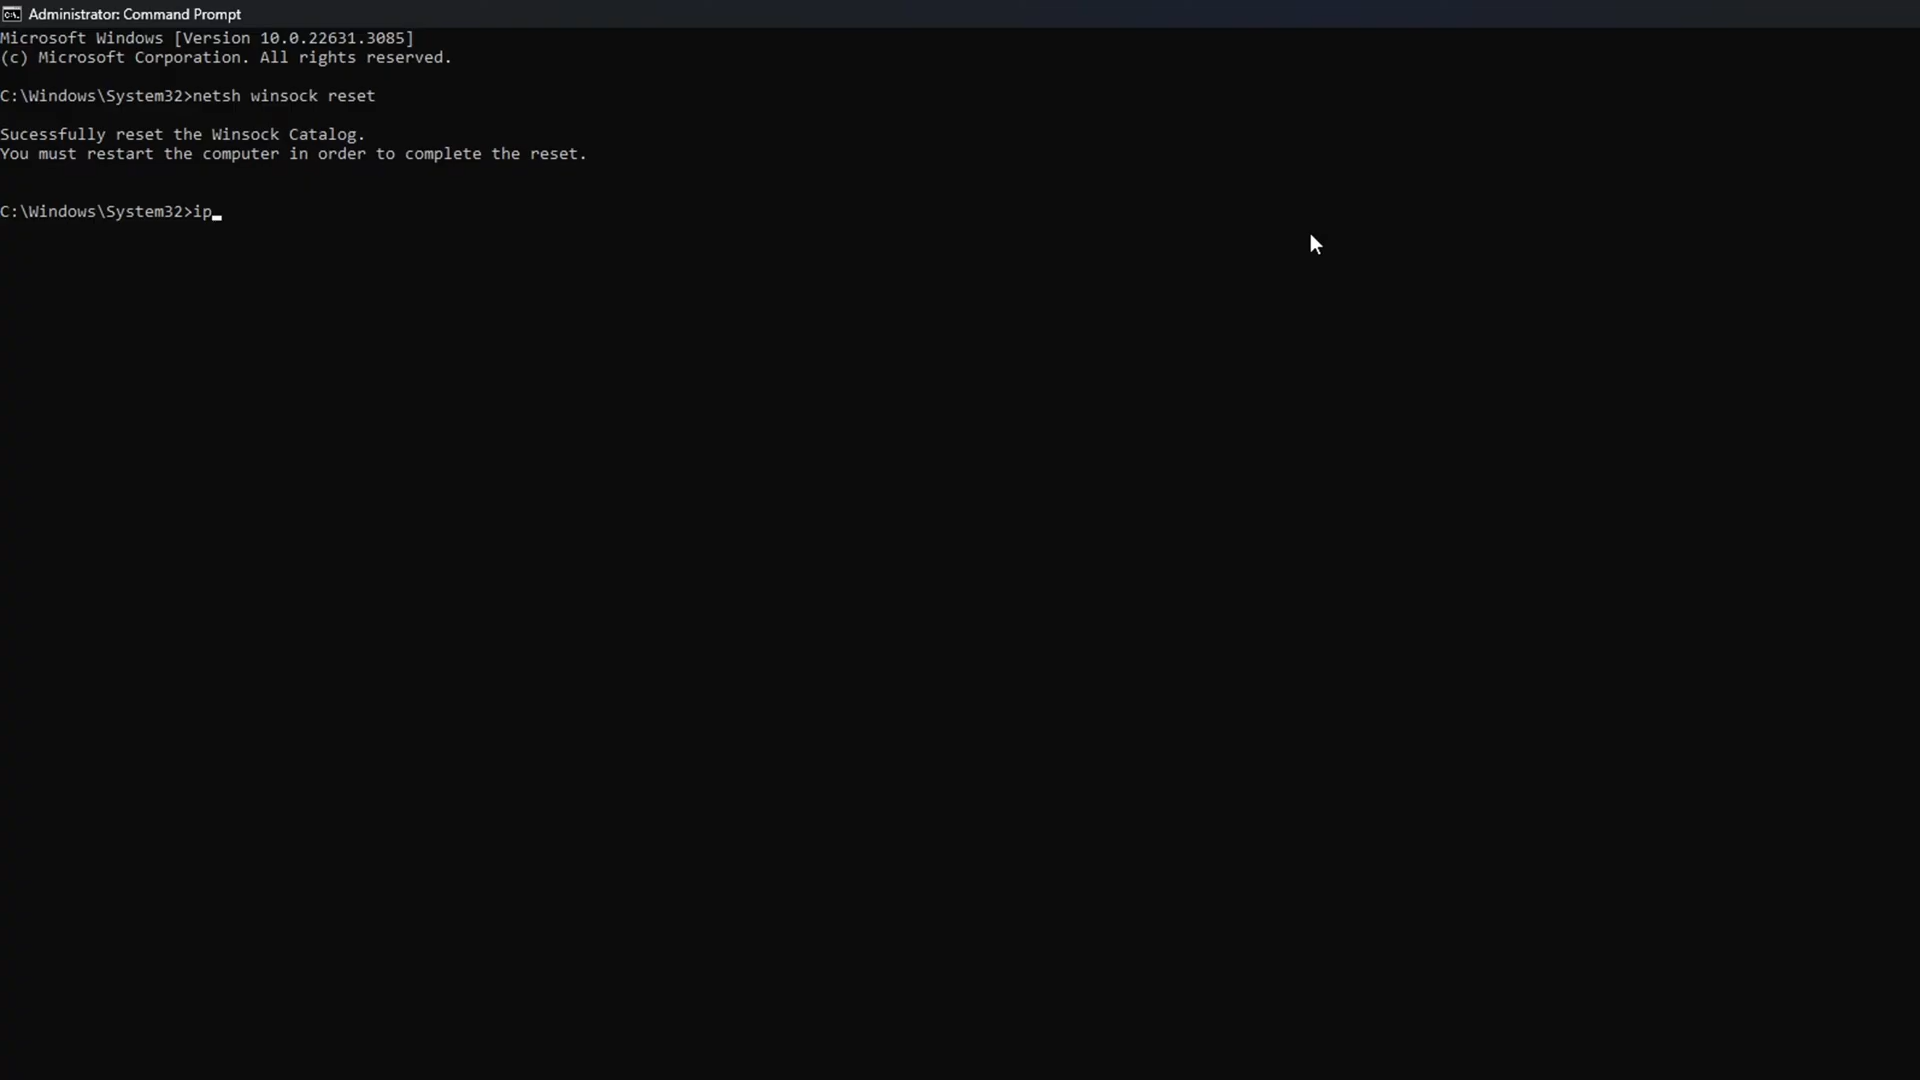 Administrator: Command Prompt
Microsoft Windows [Version 10.0.22631.3085]
(c) Microsoft Corporation. All rights reserved.
C:\Windows\System32>netsh winsock reset
Sucessfully reset the Winsock Catalog.
You must restart the computer in order to complete the reset.
C:\Windows\System32>ip_